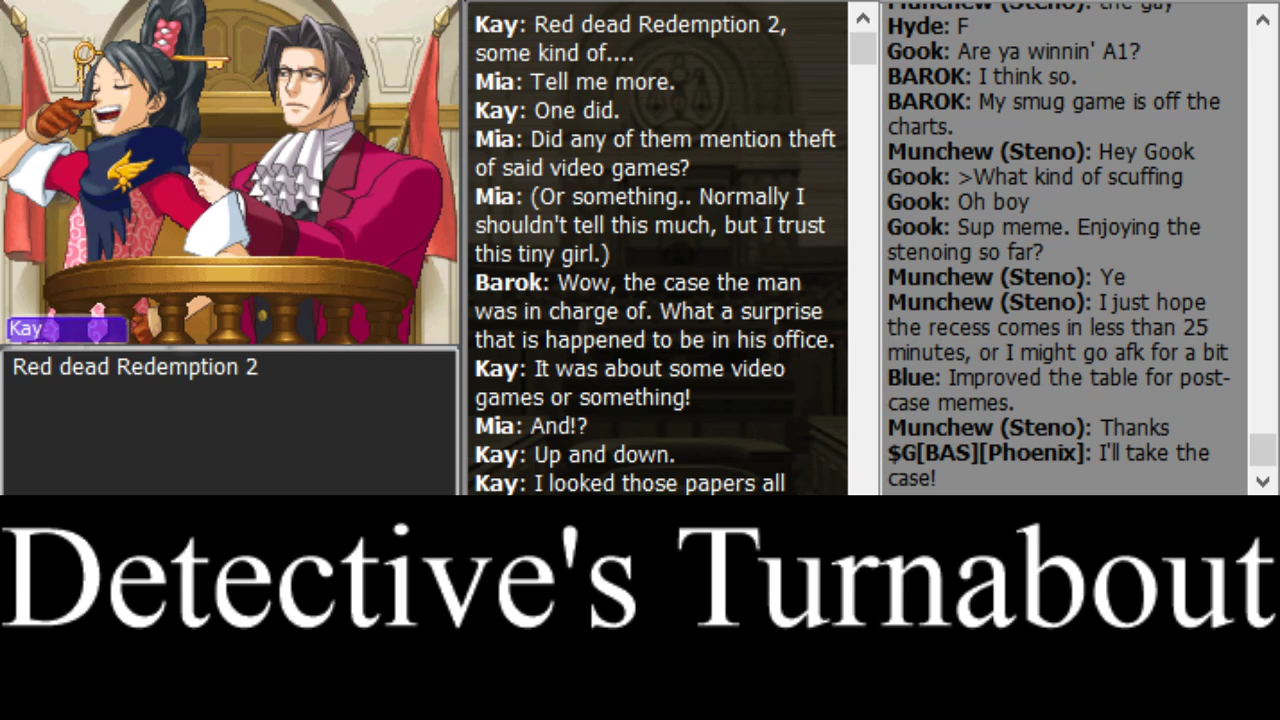 Kay
Red dead Redemption 2
Kay: Red dead Redemption 2,
some kind of....
Mia: Tell me more.
Kay: One did.
Mia: Did any of them mention theft
of said video games?
Mia: (Or something.. Normally I
shouldn't tell this much, but I trust
this tiny girl.)
Barok: Wow, the case the man
was in charge of. What a surprise
that is happened to be in his office.
Kay: It was about some video
games or something!
Mia: And!?
Kay: Up and down.
Kay: I looked those papers all
Munchew (Steno): the gay
Hyde: F
Gook: Are ya winnin' A1?
BAROK: I think so.
BAROK: My smug game is off the
charts.
Munchew (Steno): Hey Gook
Gook: >What kind of scuffing
Gook: Oh boy
Gook: Sup meme. Enjoying the
stenoing so far?
Munchew (Steno): Ye
Munchew (Steno): I just hope
the recess comes in less than 25
minutes, or I might go afk for a bit
Blue: Improved the table for post-
case memes.
Munchew (Steno): Thanks
$G[BAS][Phoenix]: I'll take the
case!
Detective's Turnabout